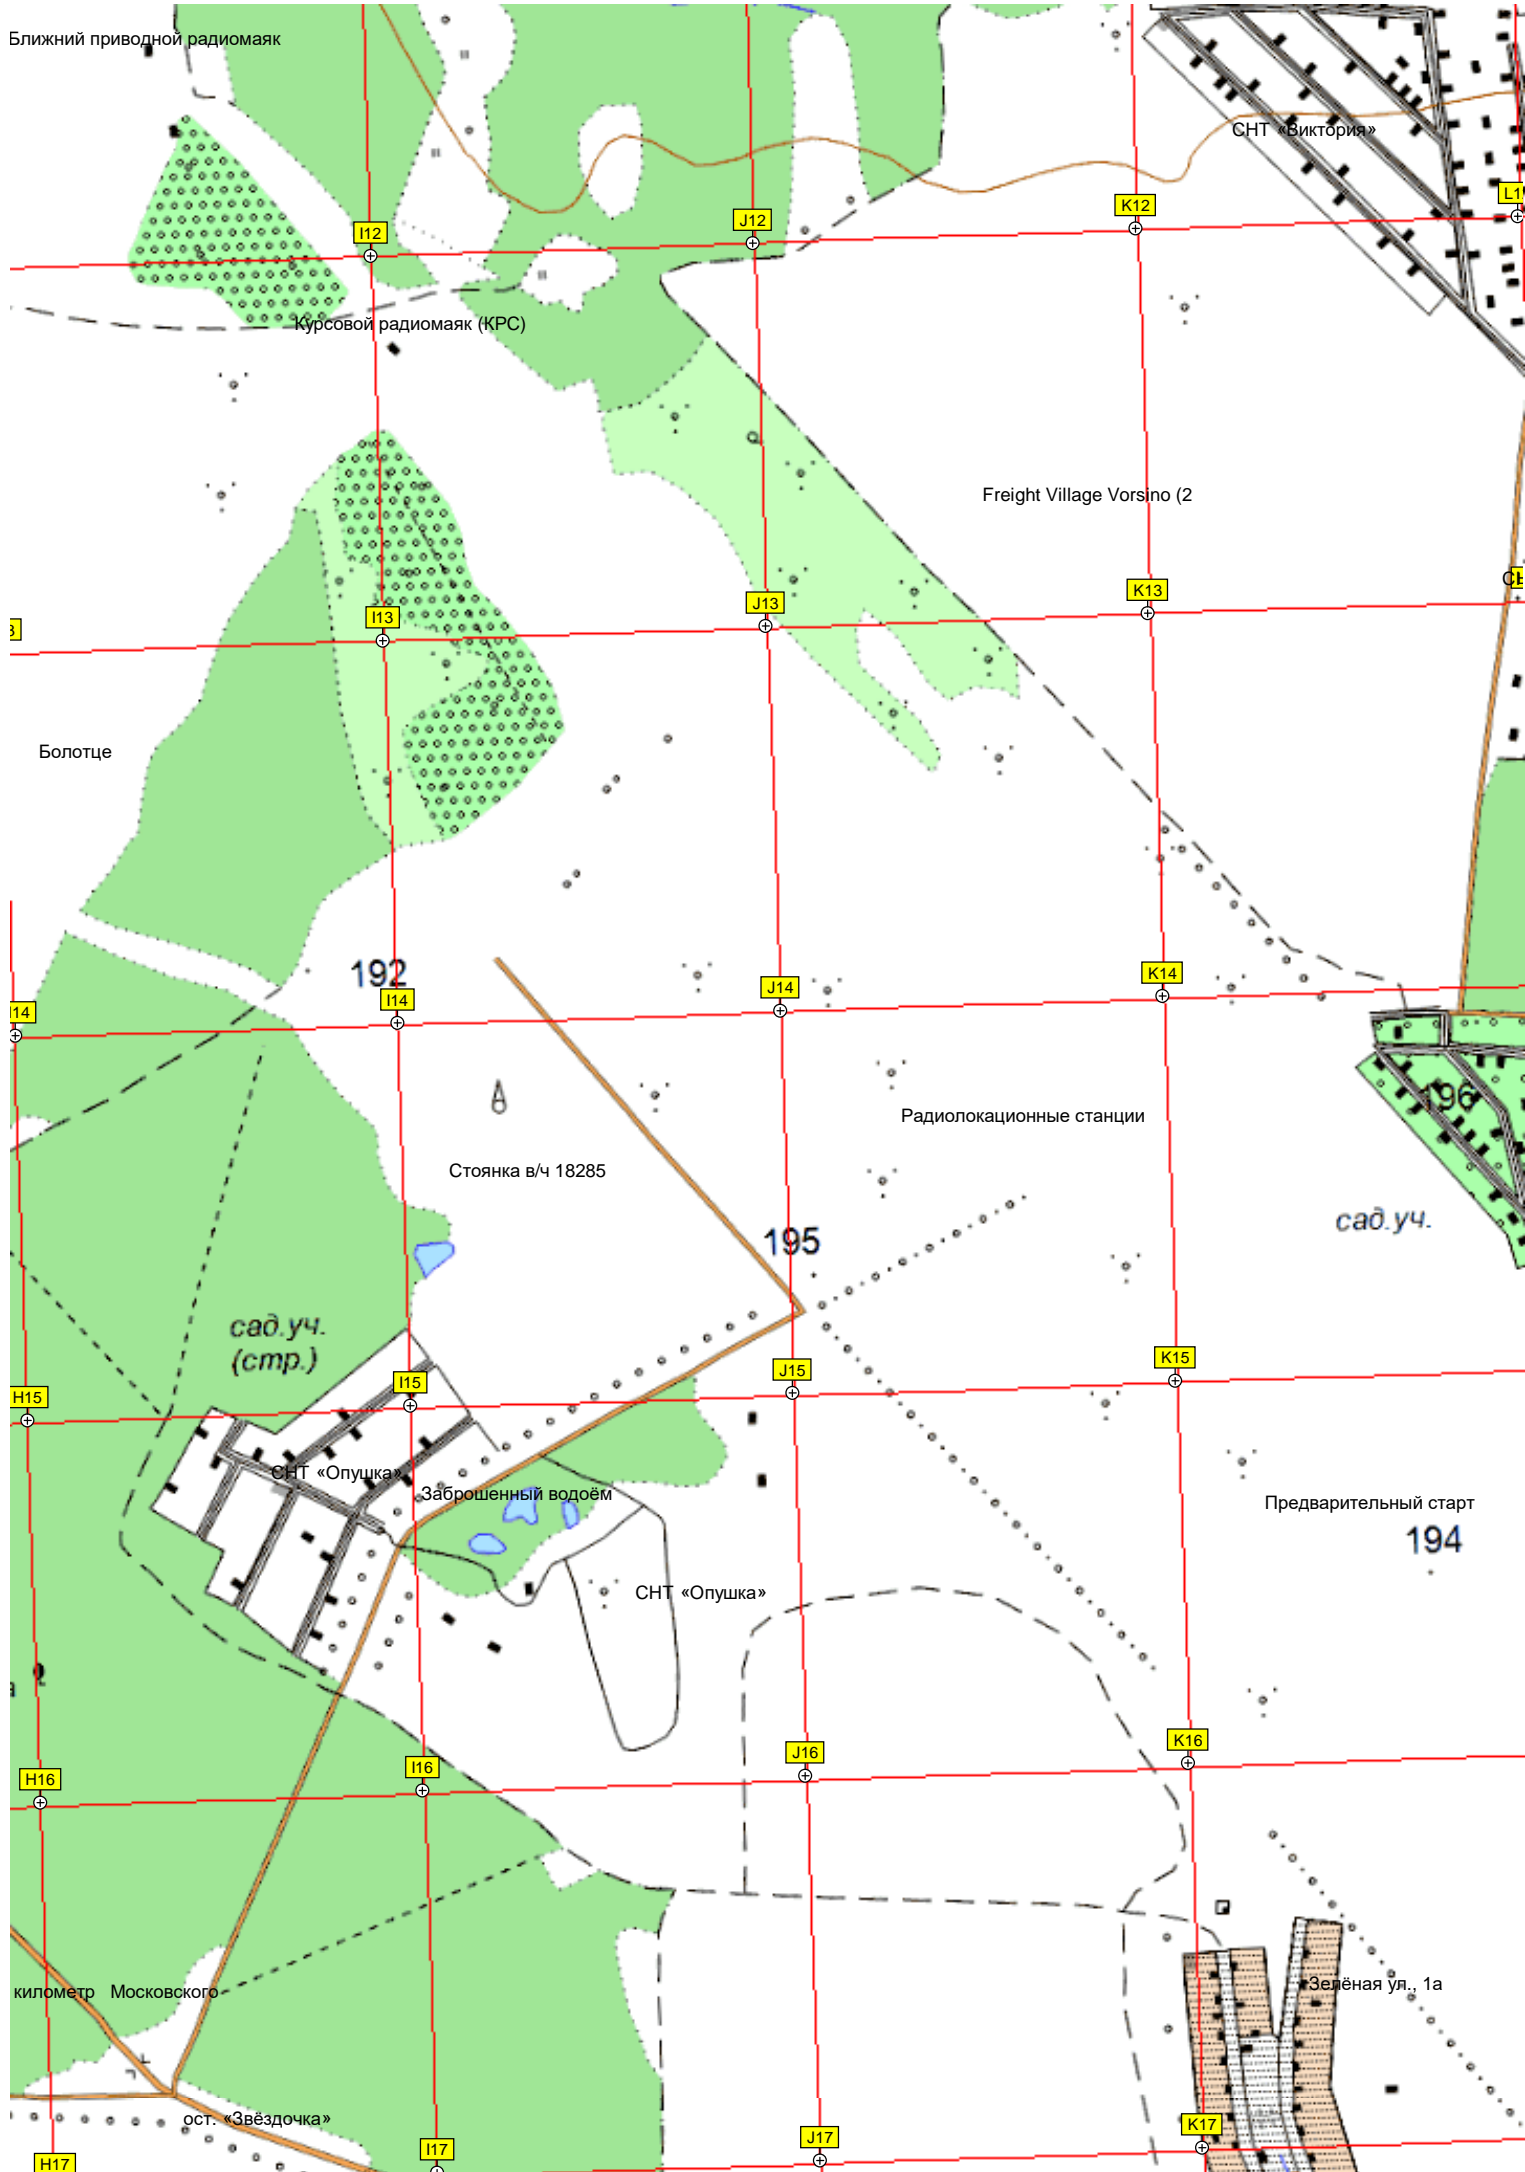 Ближний приводной радиомаяк
СНТ «Виктория»
I12
J12
K12
Курсовой радиомаяк (КРС)
Freight Village Vorsino (2
I13
J13
K13
Болотце
192
I14
J14
K14
196
Радиолокационные станции
Стоянка в/ч 18285
сад.уч.
195
сад.уч.
(стр.)
H15
I15
J15
K15
СНТ «Опушка»
Заброшенный водоём
Предварительный старт
194
СНТ «Опушка»
H16
I16
J16
K16
километр Московского
Зелёная ул., 1а
ост. «Звёздочка»
H17
I17
J17
K17